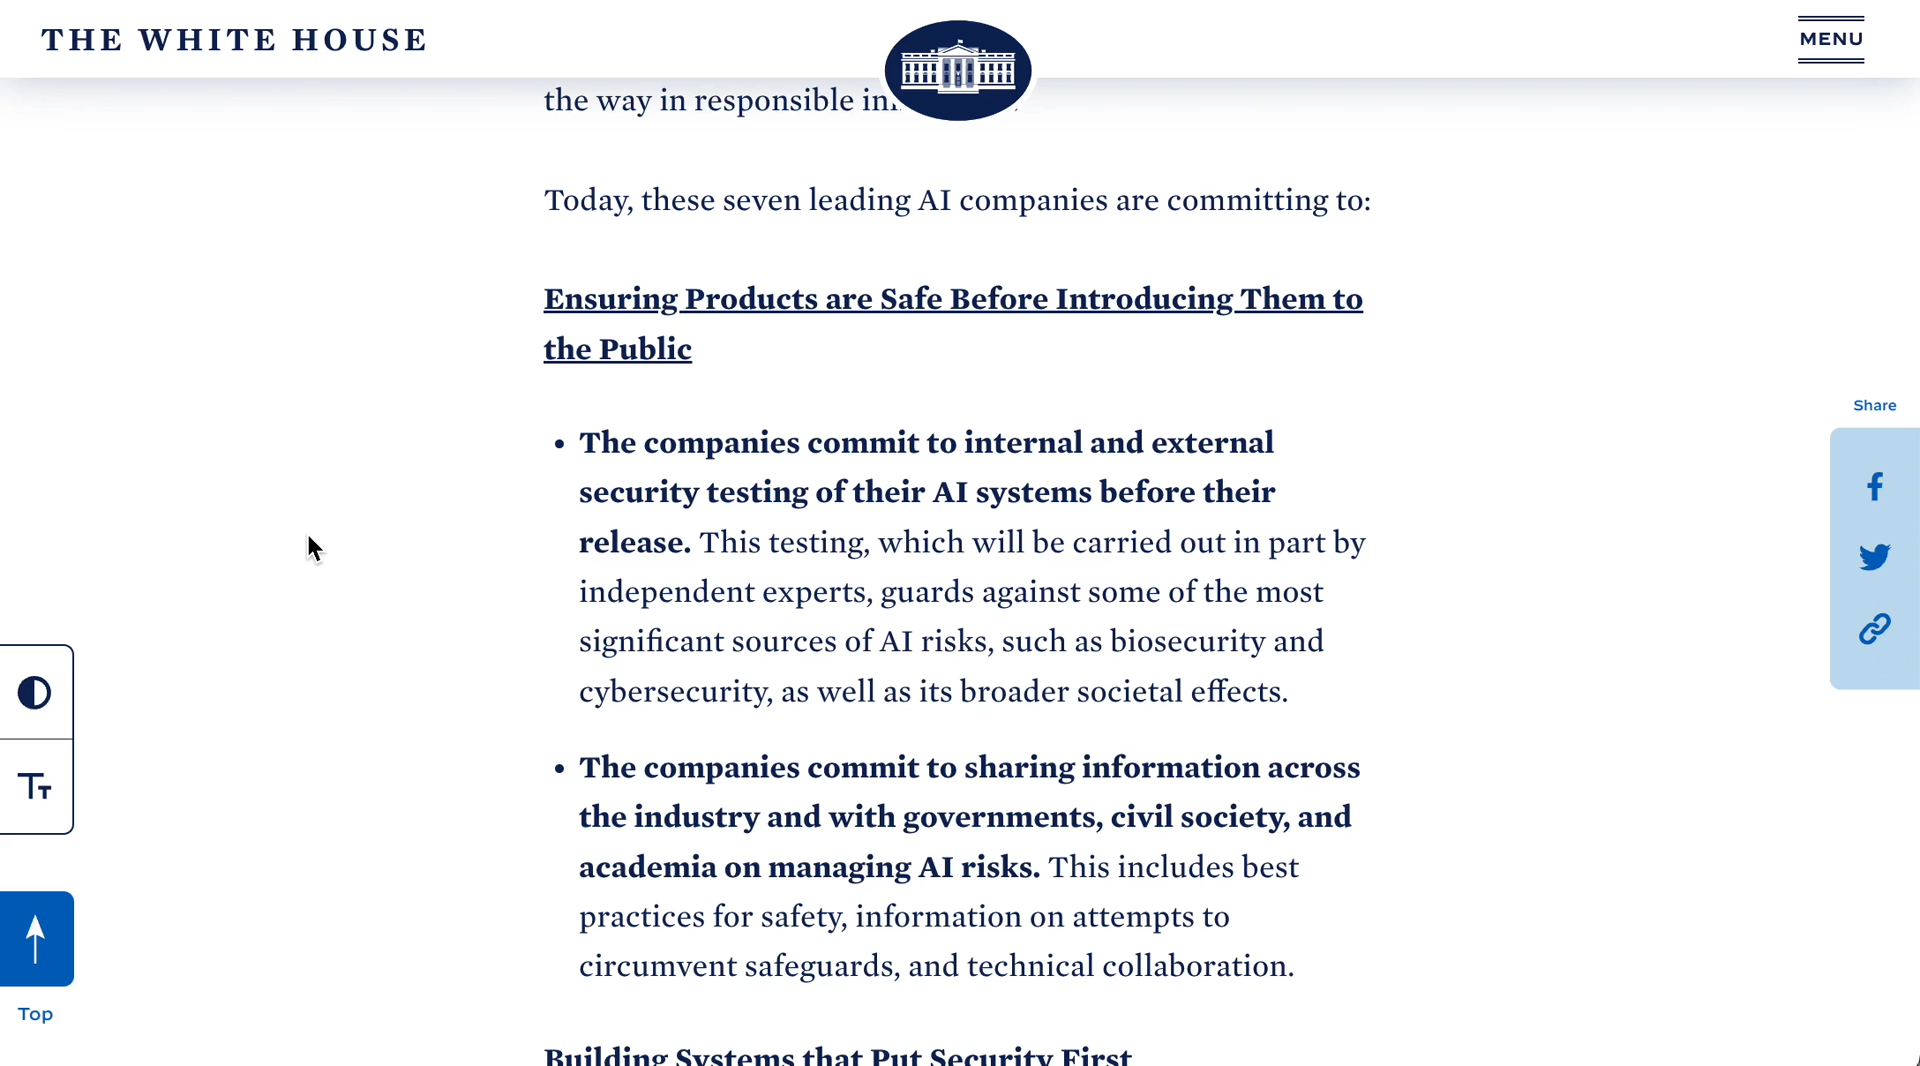 THE WHITE HOUSE
MENU
the way in responsible
Today, these seven leading AI companies are committing to:
Ensuring Products are Safe Before Introducing Them to
the Public
• The companies commit to internal and external
security testing of their AI systems before their
release. This testing, which will be carried out in part by
independent experts, guards against some of the most
significant sources of AI risks, such as biosecurity and
cybersecurity, as well as its broader societal effects.
• The companies commit to sharing information across
the industry and with governments, civil society, and
academia on managing AI risks. This includes best
practices for safety, information on attempts to
circumvent safeguards, and technical collaboration.
Building Systems that Put Security First
Share
Tт
Top